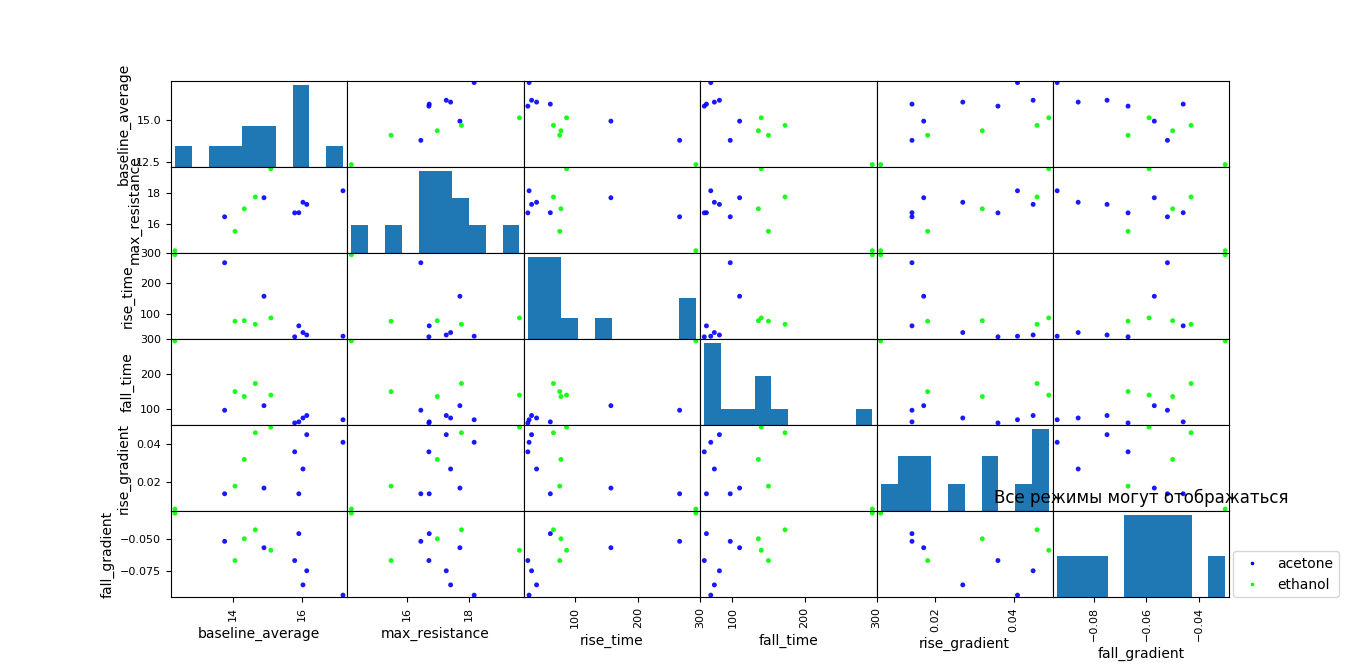 baseline_average
15.0
12.5
max_resistance
18
16
rise_time
300
200
100
fall_time
300
200
100
rise_gradient
0.04
0.02
Все режимы могут отображаться
fall_gradient
−0.050
−0.075
acetone
ethanol
14 16 16 18 100 200 300 100 200 300 0.02 0.04 −0.08 −0.06 −0.04
baseline_average max_resistance rise_time fall_time rise_gradient fall_gradient